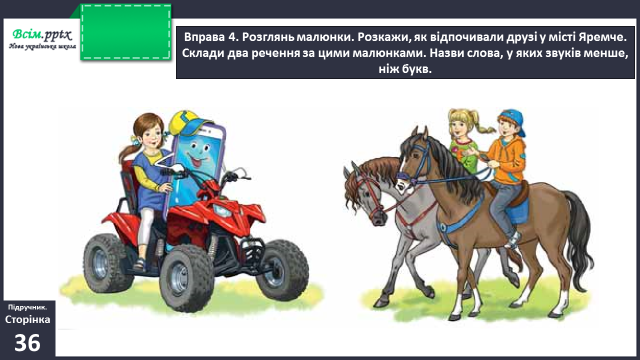 Всім.pptx
Нова українська школа
Вправа 4. Розглянь малюнки. Розкажи, як відпочивали друзі у місті Яремче.
Склади два речення за цими малюнками. Назви слова, у яких звуків менше,
ніж букв.
Підручник.
Сторінка
36